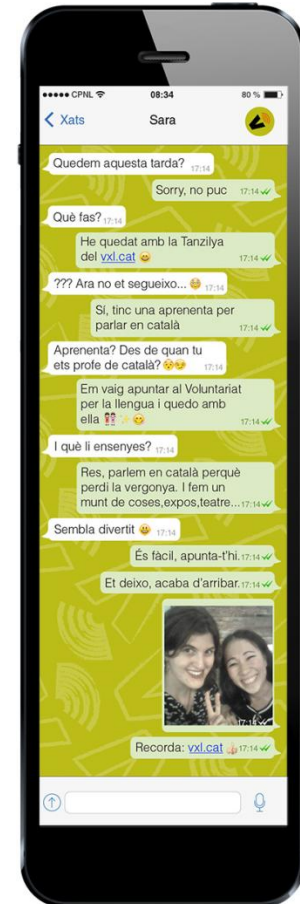 CPNL 08:34 80 %
Xats Sara
Quedem aquesta tarda? 17:14
Sorry, no puc 17:14
Què fas? 17:14
He quedat amb la Tanzilya
del vxl.cat 😀 17:14
??? Ara no et segueixo... 😳 17:14
Sí, tinc una aprenenta per
parlar en català 17:14
Aprenenta? Des de quan tu
ets profe de català? 😯😏 17:14
Em vaig apuntar al Voluntariat
per la llengua i quedo amb
ella 👭✨😋 17:14
I què li ensenyes? 17:14
Res, parlem en català perquè
perdi la vergonya. I fem un
munt de coses,expos,teatre... 17:14
Sembla divertit 😀 17:14
És fàcil, apunta-t'hi. 17:14
Et deixo, acaba d'arribar. 17:14
17:14
Recorda: vxl.cat 👍 17:14